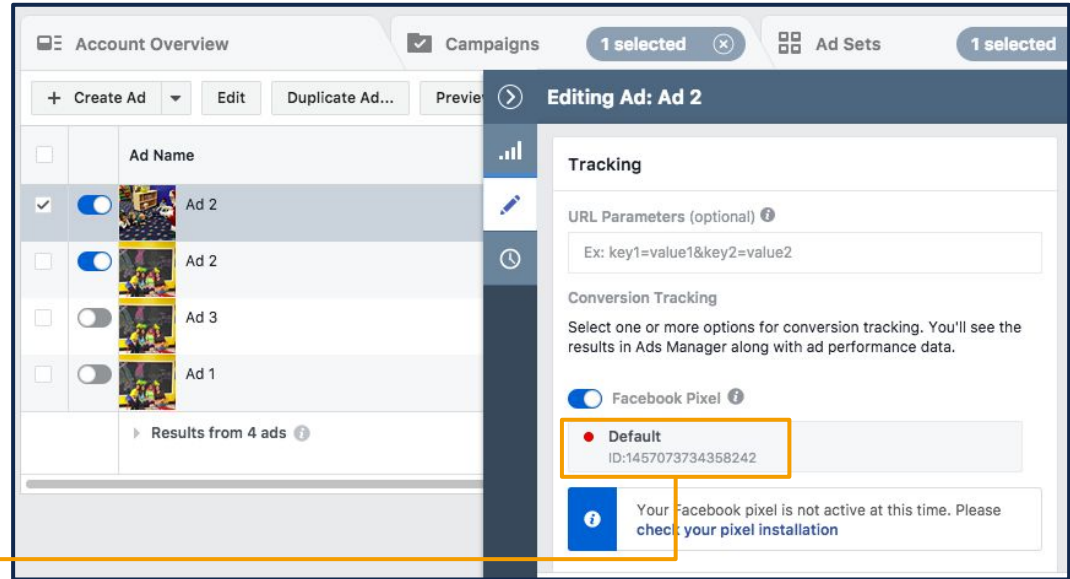 Account Overview
Campaigns
1 selected
Ad Sets
1 selected
+ Create Ad
Edit
Duplicate Ad...
Editing Ad: Ad 2
Ad Name
Ad 2
Ad 2
Ad 3
Ad 1
Results from 4 ads
Tracking
URL Parameters (optional)
Ex: key1=value1&key2=value2
Conversion Tracking
Select one or more options for conversion tracking. You'll see the
results in Ads Manager along with ad performance data.
Facebook Pixel
Default
ID:1457073734358242
Your Facebook pixel is not active at this time. Please
check your pixel installation